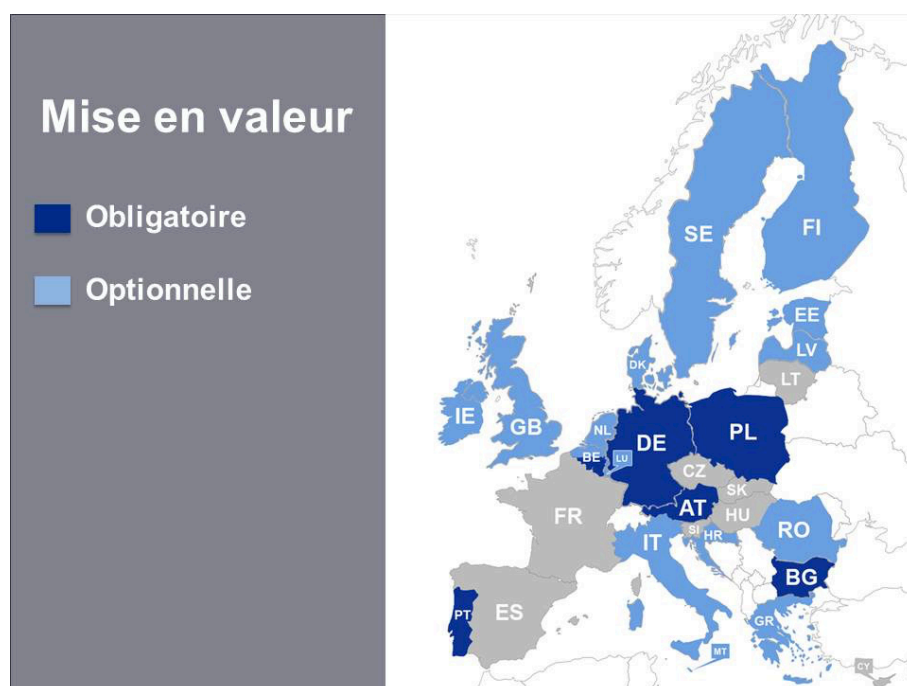 Mise en valeur
Obligatoire
Optionnelle
SE
FI
EE
LV
LT
DK
IE
GB
NL
BE
LU
DE
PL
CZ
SK
AT
HU
FR
SI
HR
IT
RO
BG
PT
ES
GR
MT
CY